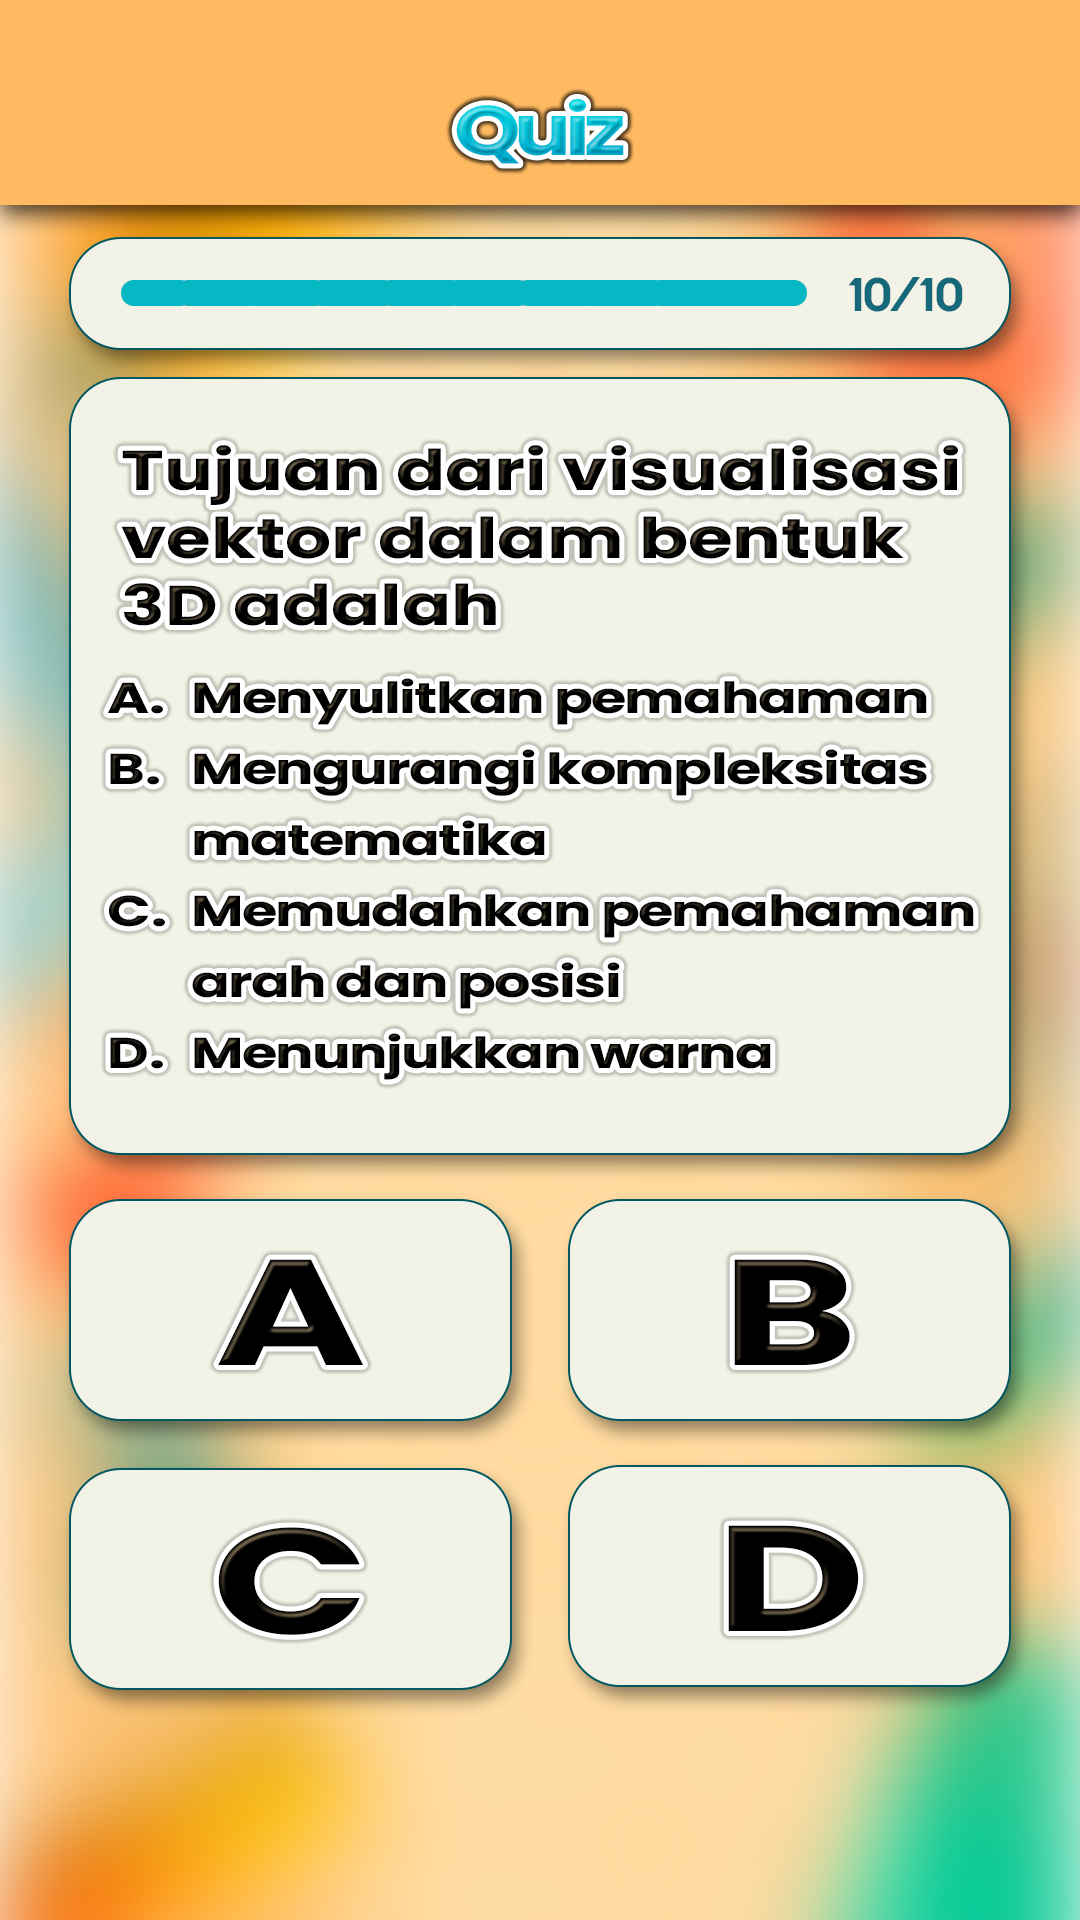 Quiz
10/10
Tujuan dari visualisasi
vektor dalam bentuk
3D adalah
A. Menyulitkan pemahaman
B. Mengurangi kompleksitas
matematika
C. Memudahkan pemahaman
arah dan posisi
D. Menunjukkan warna
A
B
C
D